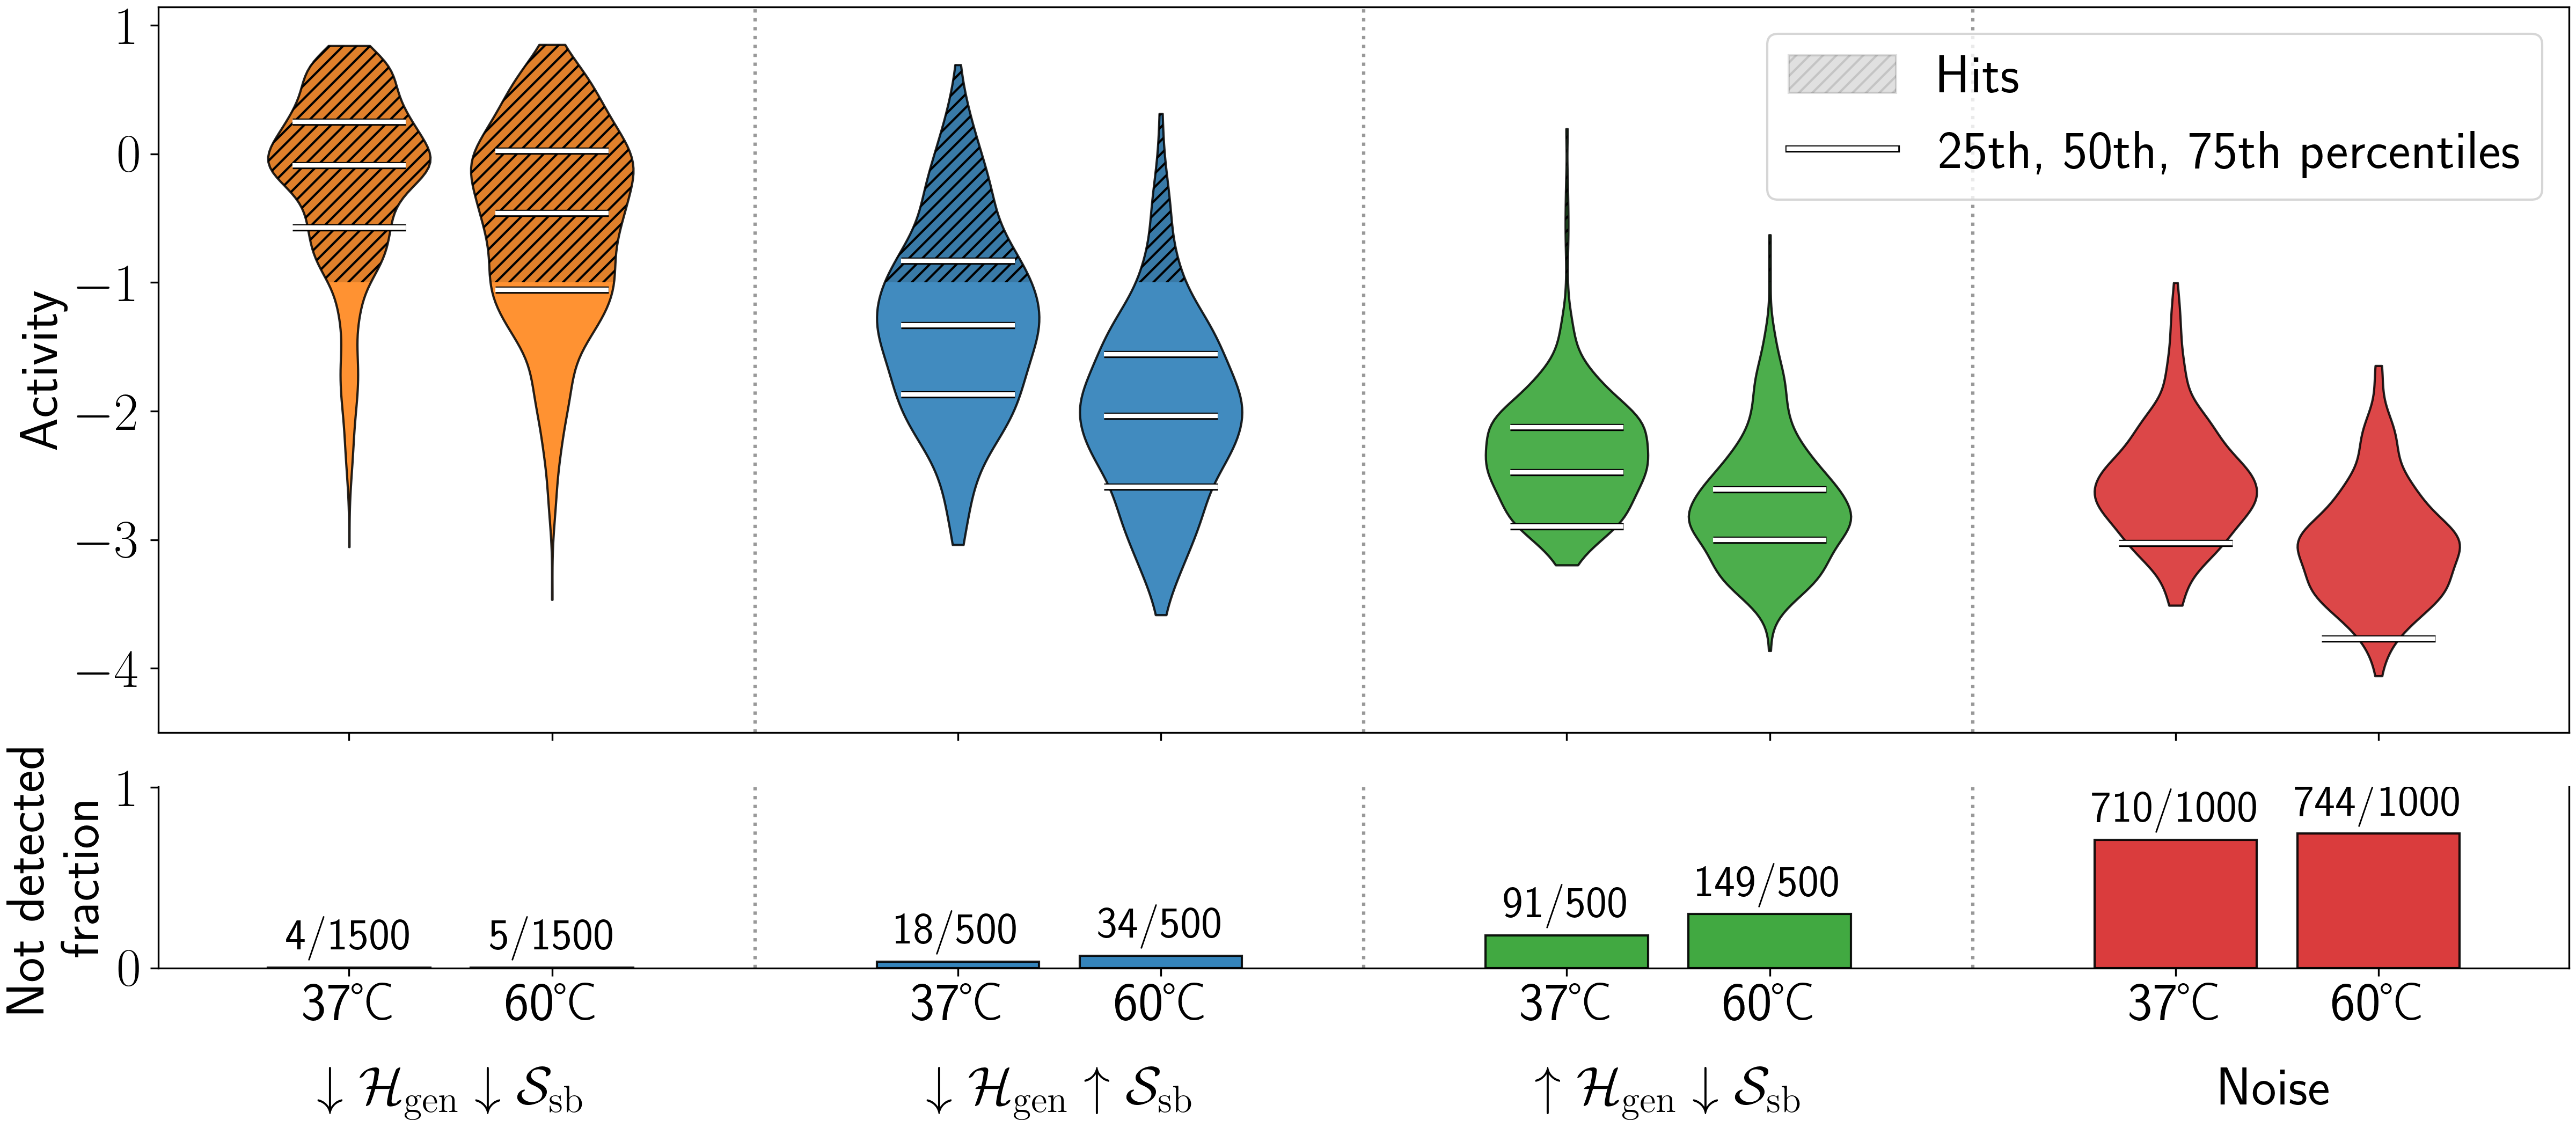 1
0
−1
−2
−3
−4
Activity
Hits
25th, 50th, 75th percentiles
Not detected
fraction
1
0
4/1500
5/1500
18/500
34/500
91/500
149/500
710/1000
744/1000
37°C 60°C 37°C 60°C 37°C 60°C 37°C 60°C
↓ ℋgen ↓ 𝒮sb
↓ ℋgen ↑ 𝒮sb
↑ ℋgen ↓ 𝒮sb
Noise